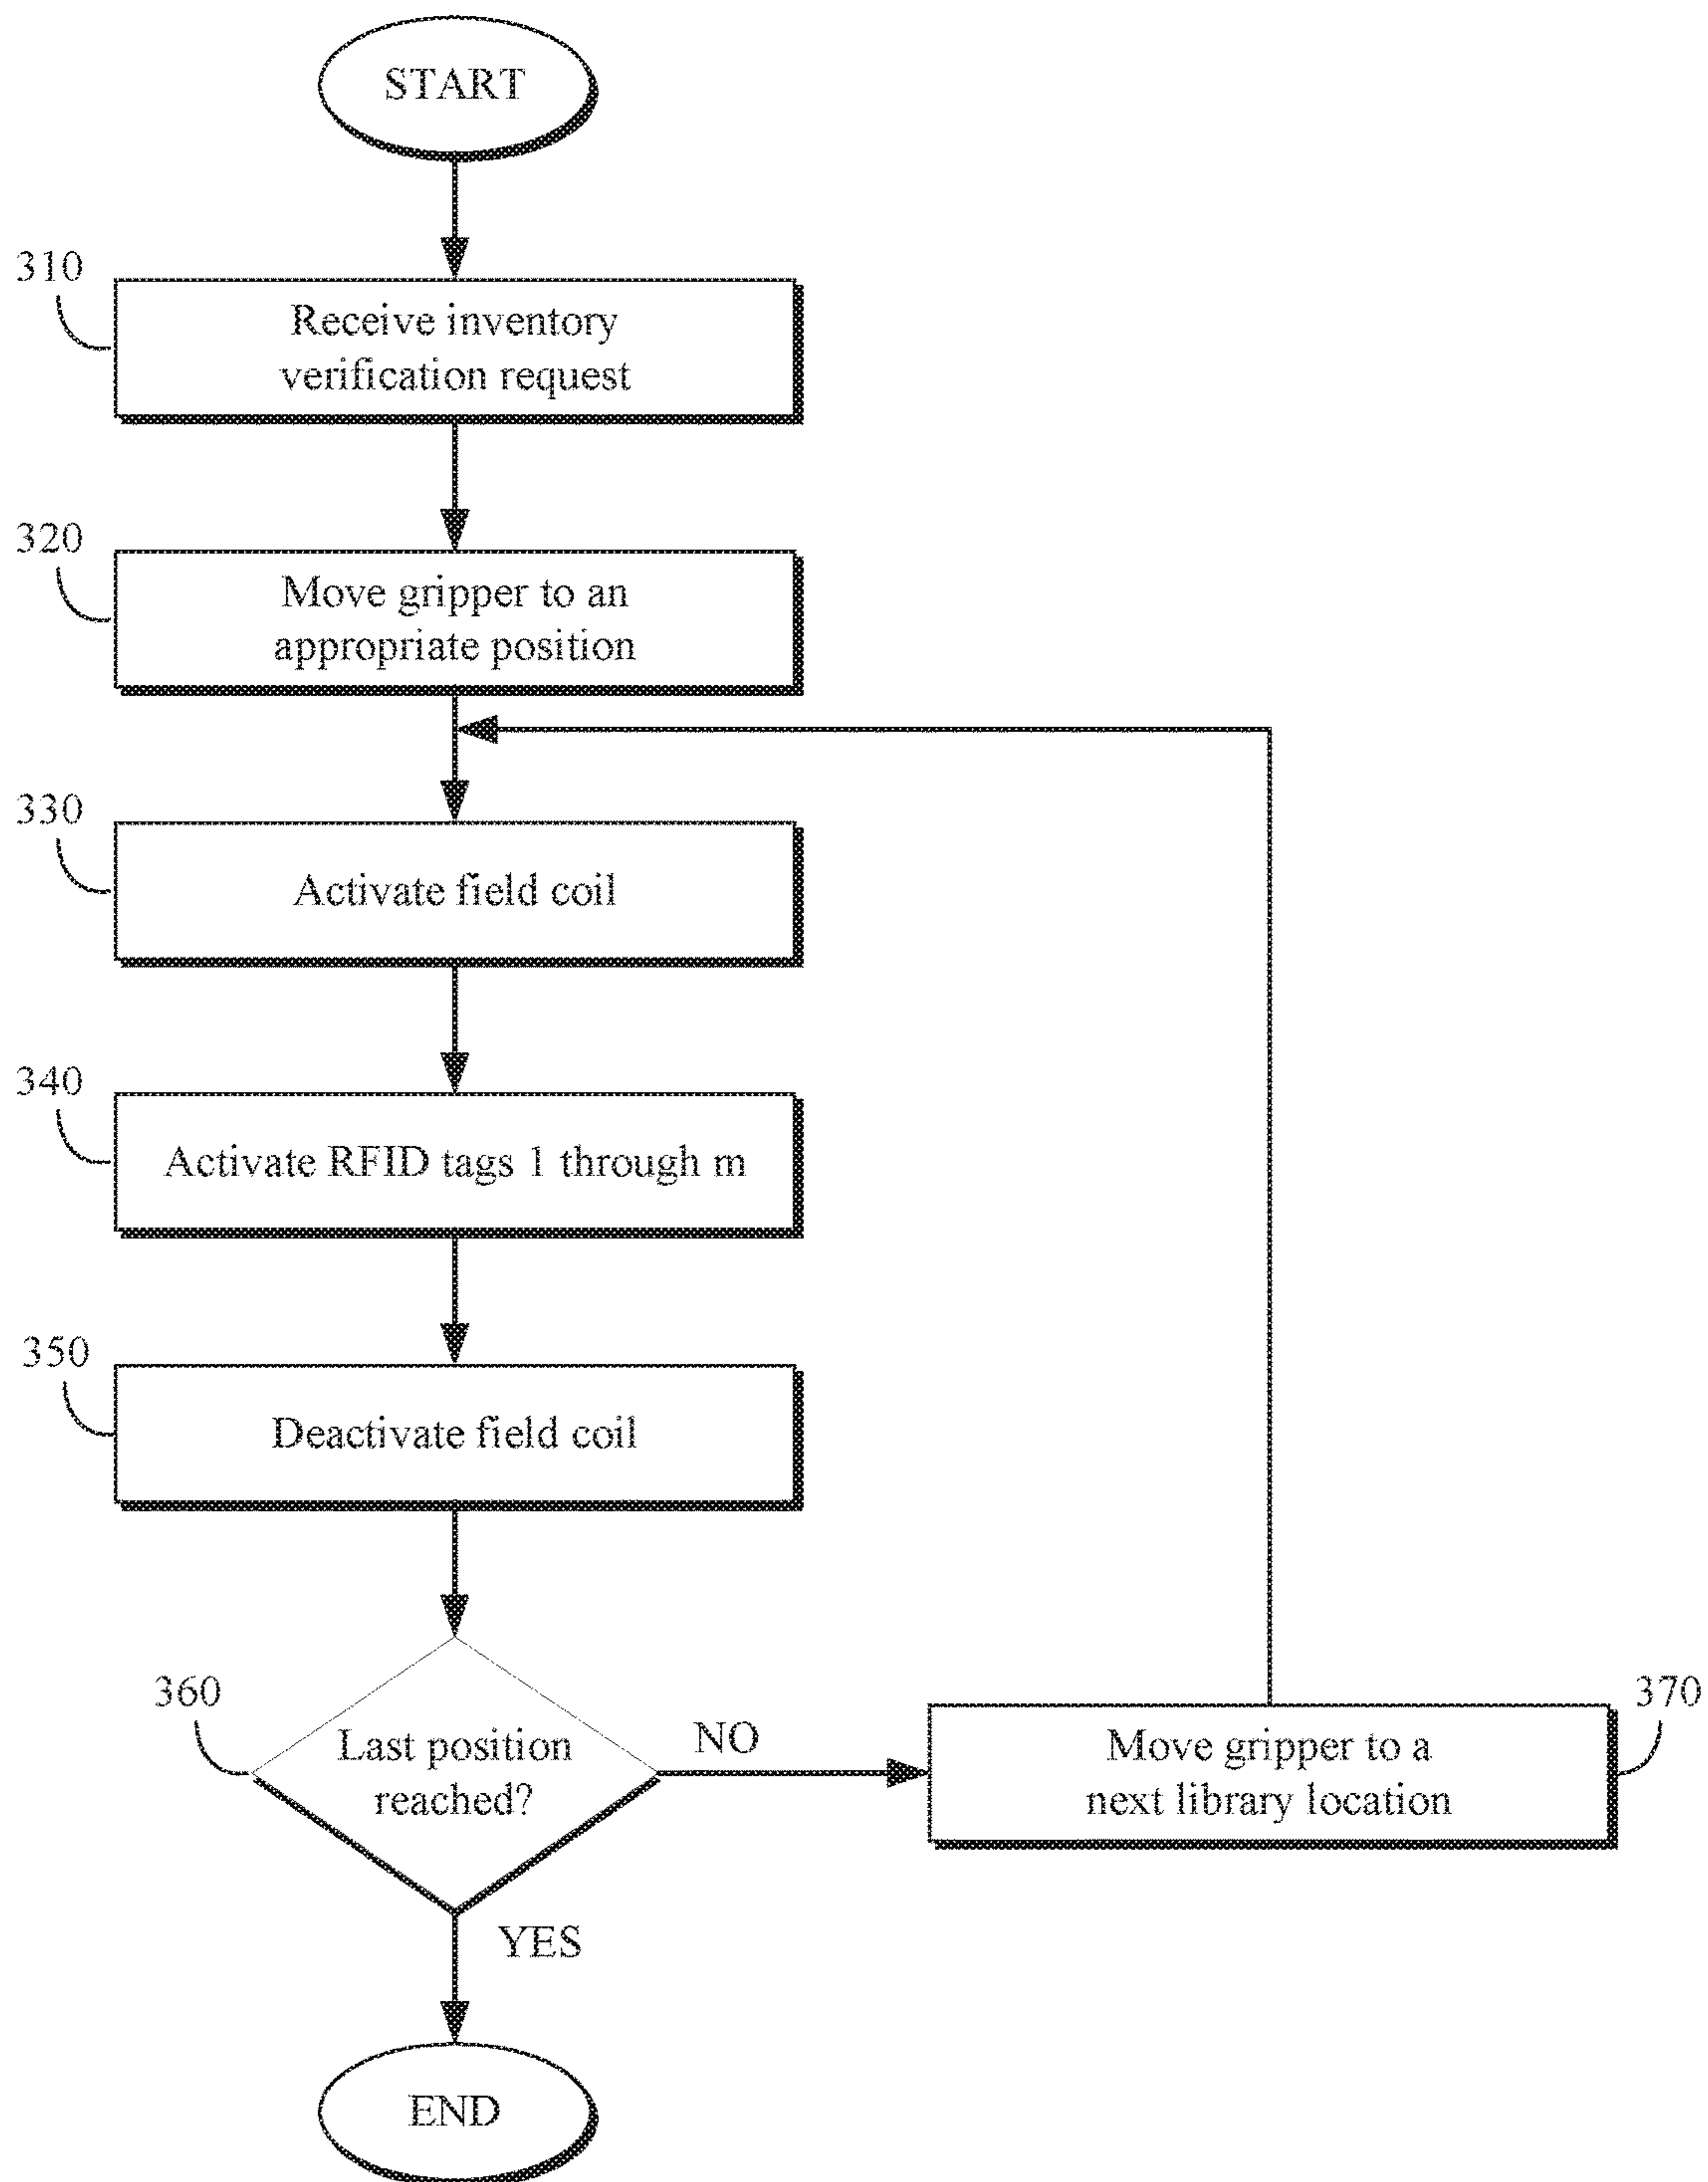 START
310
Receive inventory
verification request
320
Move gripper to an
appropriate position
330
Activate field coil
340
Activate RFID tags 1 through m
350
Deactivate field coil
360
Last position
reached?
NO
370
Move gripper to a
next library location
YES
END